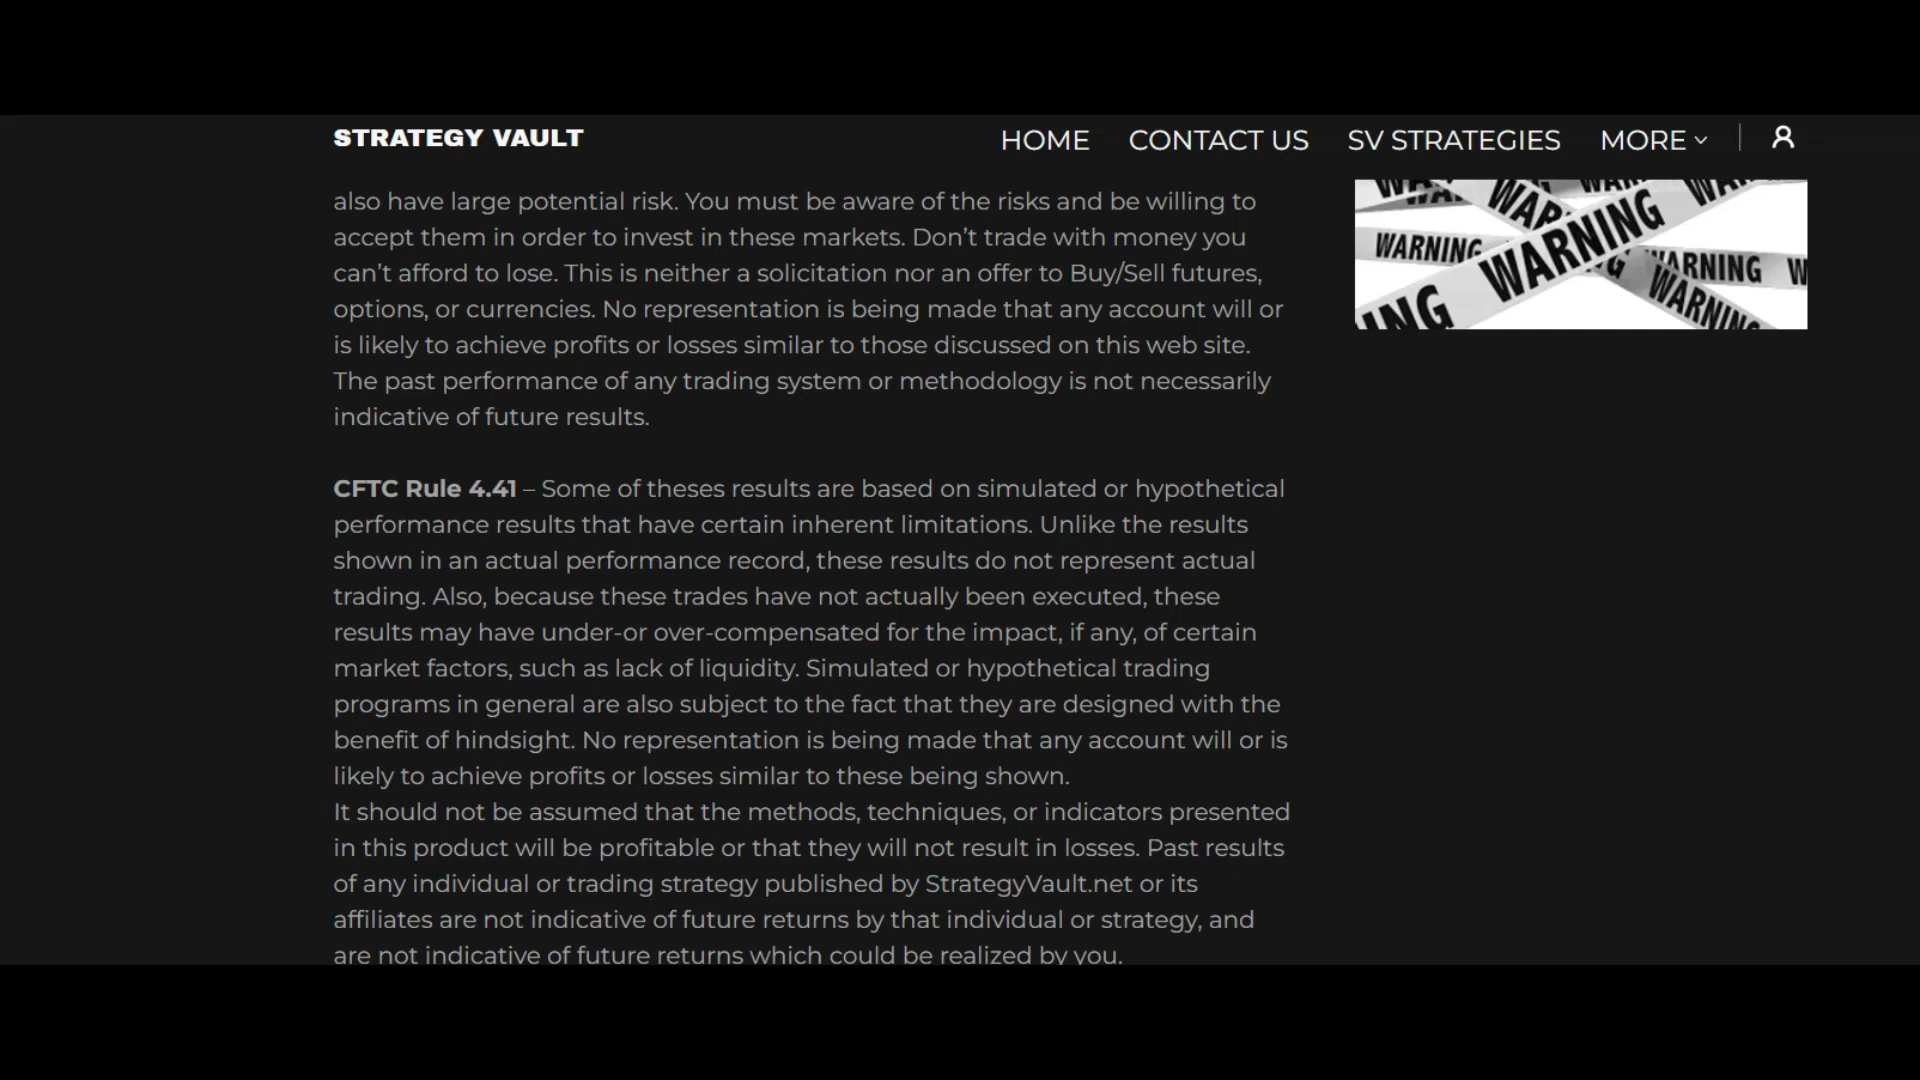 STRATEGY VAULT
HOME CONTACT US SV STRATEGIES MORE
also have large potential risk. You must be aware of the risks and be willing to
accept them in order to invest in these markets. Don’t trade with money you
can’t afford to lose. This is neither a solicitation nor an offer to Buy/Sell futures,
options, or currencies. No representation is being made that any account will or
is likely to achieve profits or losses similar to those discussed on this web site.
The past performance of any trading system or methodology is not necessarily
indicative of future results.
CFTC Rule 4.41 – Some of theses results are based on simulated or hypothetical
performance results that have certain inherent limitations. Unlike the results
shown in an actual performance record, these results do not represent actual
trading. Also, because these trades have not actually been executed, these
results may have under-or over-compensated for the impact, if any, of certain
market factors, such as lack of liquidity. Simulated or hypothetical trading
programs in general are also subject to the fact that they are designed with the
benefit of hindsight. No representation is being made that any account will or is
likely to achieve profits or losses similar to these being shown.
It should not be assumed that the methods, techniques, or indicators presented
in this product will be profitable or that they will not result in losses. Past results
of any individual or trading strategy published by StrategyVault.net or its
affiliates are not indicative of future returns by that individual or strategy, and
are not indicative of future returns which could be realized by you.
WARNING
WARNING
WARNING
WARNING